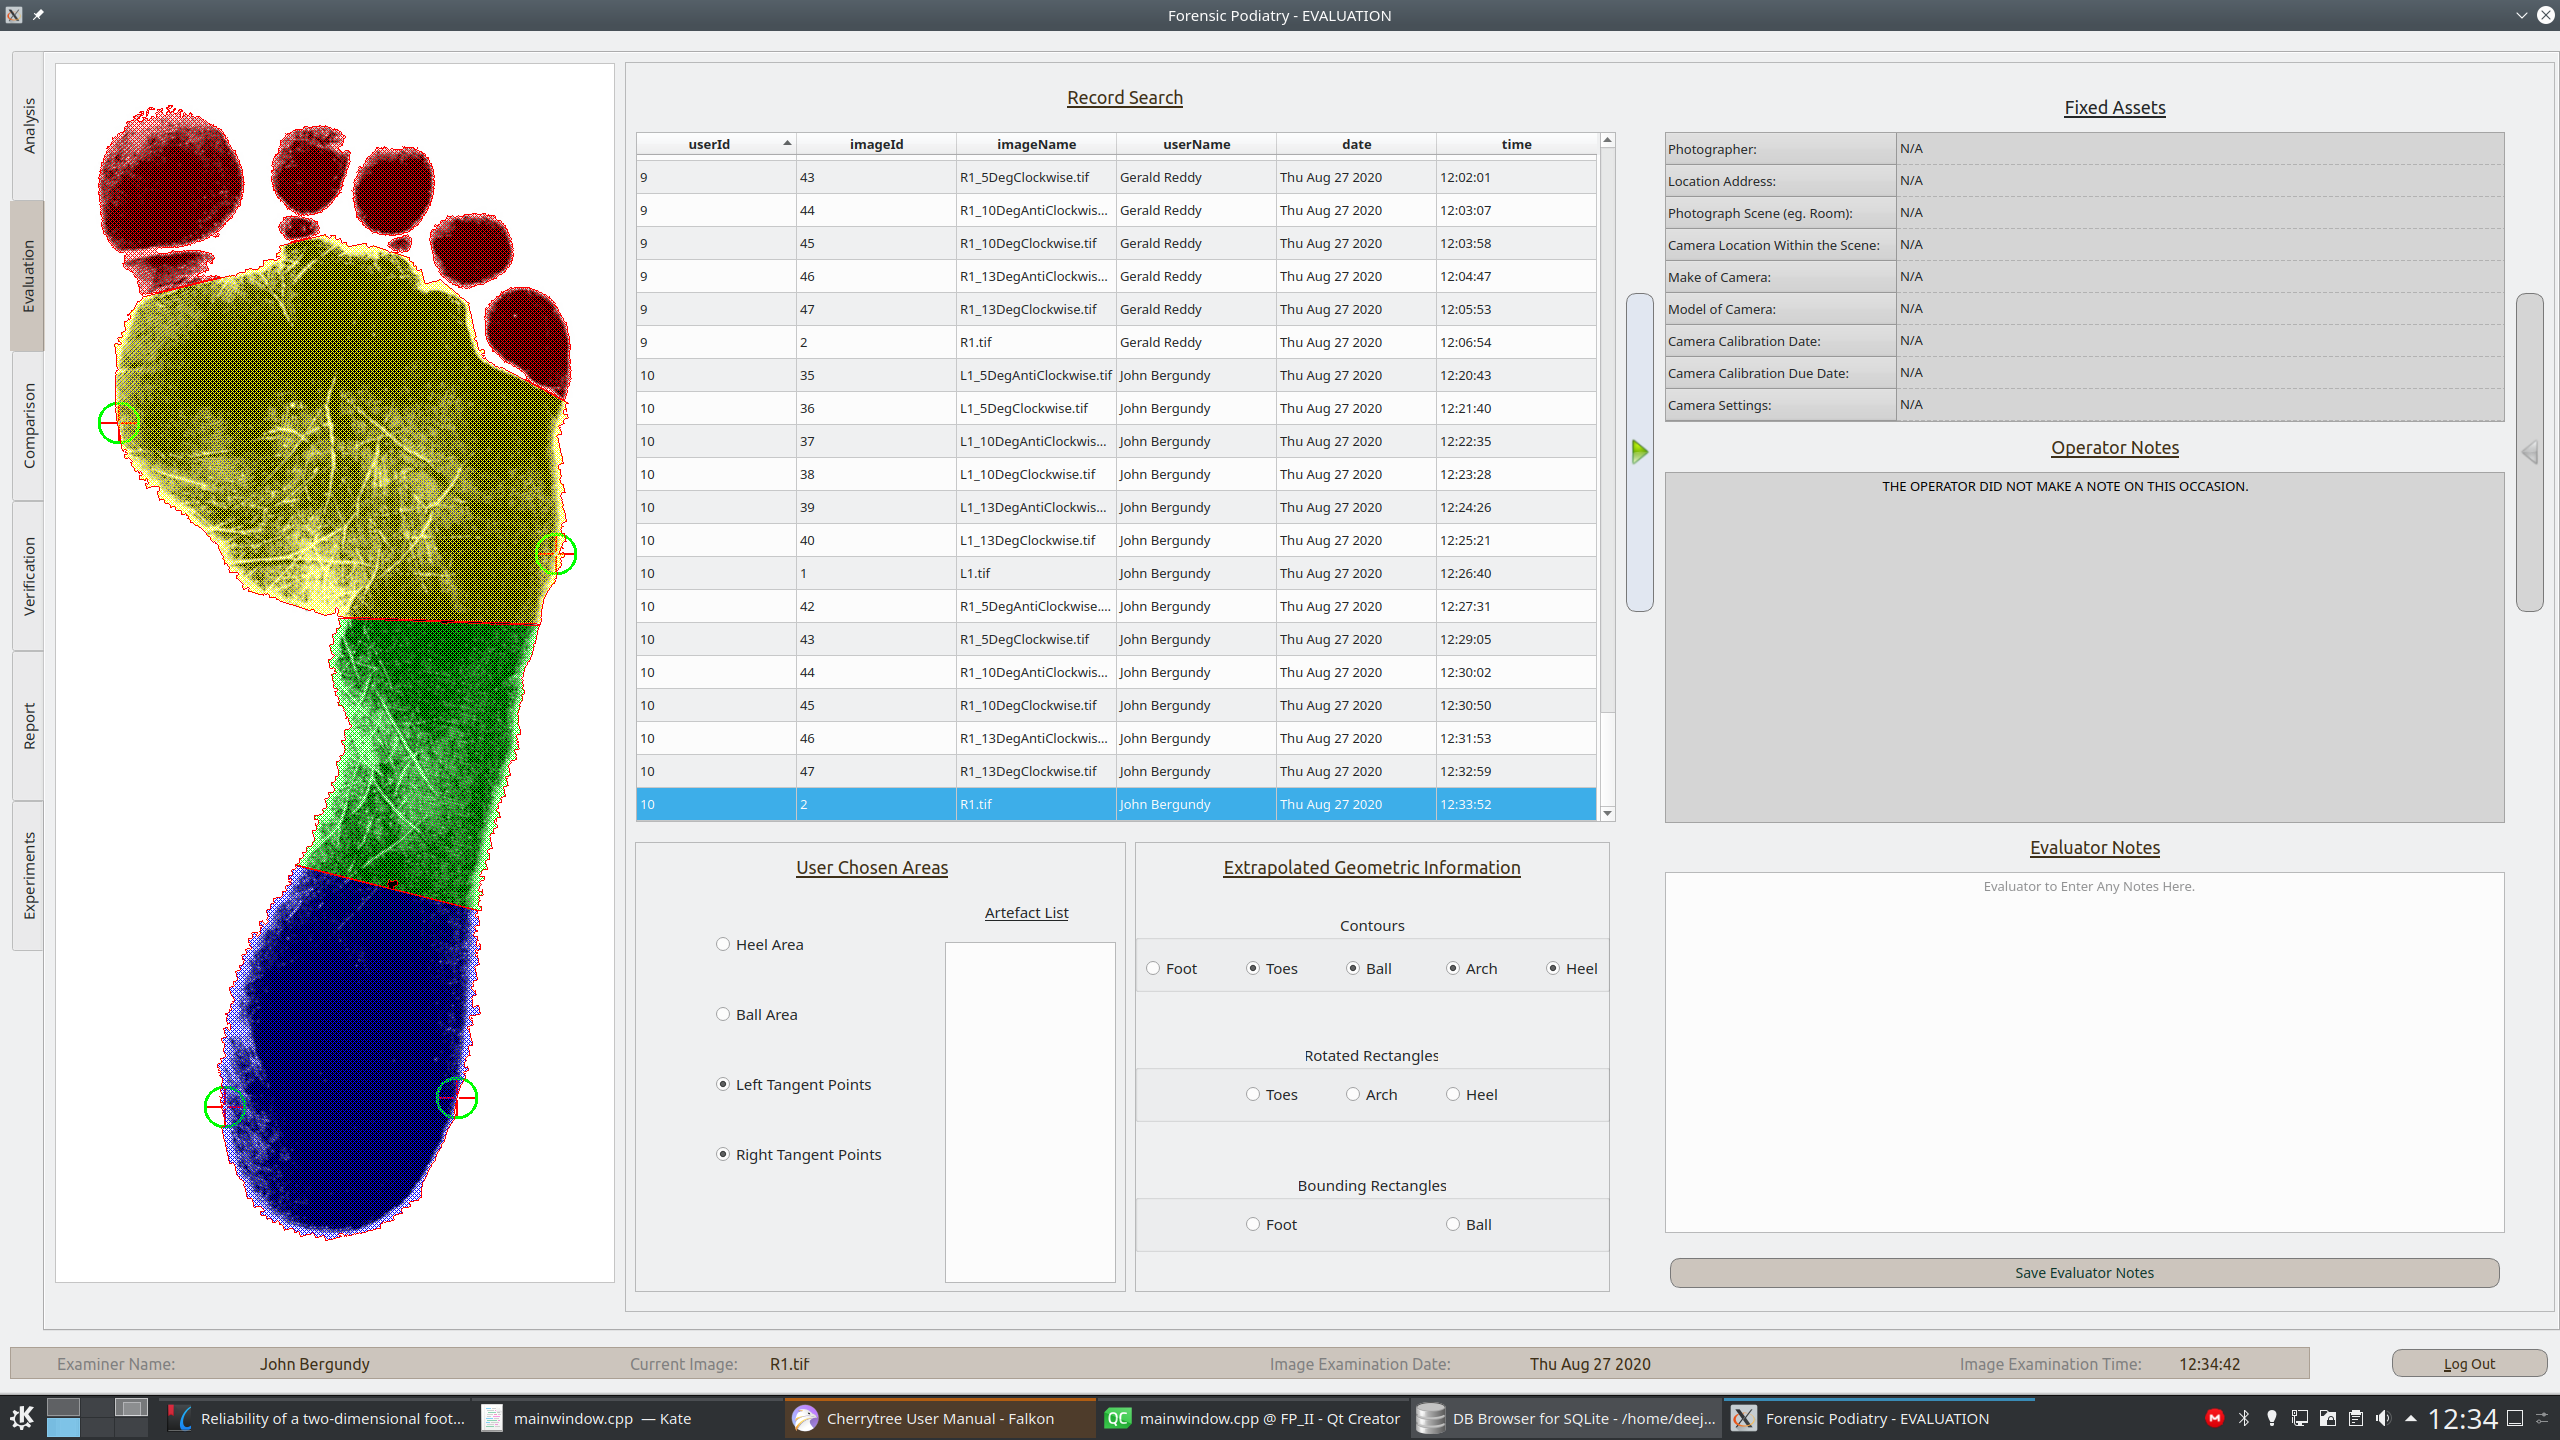 Forensic Podiatry - EVALUATION
Analysis
Evaluation
Comparison
Verification
Report
Experiments
Record Search
userId imageId imageName userName date time
9 43 R1_5DegClockwise.tif Gerald Reddy Thu Aug 27 2020 12:02:01
9 44 R1_10DegAntiClockwis... Gerald Reddy Thu Aug 27 2020 12:03:07
9 45 R1_10DegClockwise.tif Gerald Reddy Thu Aug 27 2020 12:03:58
9 46 R1_13DegAntiClockwis... Gerald Reddy Thu Aug 27 2020 12:04:47
9 47 R1_13DegClockwise.tif Gerald Reddy Thu Aug 27 2020 12:05:53
9 2 R1.tif Gerald Reddy Thu Aug 27 2020 12:06:54
10 35 L1_5DegAntiClockwise.tif John Bergundy Thu Aug 27 2020 12:20:43
10 36 L1_5DegClockwise.tif John Bergundy Thu Aug 27 2020 12:21:40
10 37 L1_10DegAntiClockwis... John Bergundy Thu Aug 27 2020 12:22:35
10 38 L1_10DegClockwise.tif John Bergundy Thu Aug 27 2020 12:23:28
10 39 L1_13DegAntiClockwis... John Bergundy Thu Aug 27 2020 12:24:26
10 40 L1_13DegClockwise.tif John Bergundy Thu Aug 27 2020 12:25:21
10 1 L1.tif John Bergundy Thu Aug 27 2020 12:26:40
10 42 R1_5DegAntiClockwise.... John Bergundy Thu Aug 27 2020 12:27:31
10 43 R1_5DegClockwise.tif John Bergundy Thu Aug 27 2020 12:29:05
10 44 R1_10DegAntiClockwis... John Bergundy Thu Aug 27 2020 12:30:02
10 45 R1_10DegClockwise.tif John Bergundy Thu Aug 27 2020 12:30:50
10 46 R1_13DegAntiClockwis... John Bergundy Thu Aug 27 2020 12:31:53
10 47 R1_13DegClockwise.tif John Bergundy Thu Aug 27 2020 12:32:59
10 2 R1.tif John Bergundy Thu Aug 27 2020 12:33:52
User Chosen Areas
Artefact List
Heel Area
Ball Area
Left Tangent Points
Right Tangent Points
Extrapolated Geometric Information
Contours
Foot Toes Ball Arch Heel
Rotated Rectangles
Toes Arch Heel
Bounding Rectangles
Foot Ball
Fixed Assets
Photographer: N/A
Location Address: N/A
Photograph Scene (eg. Room): N/A
Camera Location Within the Scene: N/A
Make of Camera: N/A
Model of Camera: N/A
Camera Calibration Date: N/A
Camera Calibration Due Date: N/A
Camera Settings: N/A
Operator Notes
THE OPERATOR DID NOT MAKE A NOTE ON THIS OCCASION.
Evaluator Notes
Evaluator to Enter Any Notes Here.
Save Evaluator Notes
Examiner Name: John Bergundy Current Image: R1.tif Image Examination Date: Thu Aug 27 2020 Image Examination Time: 12:34:42
Log Out
Reliability of a two-dimensional foot... mainwindow.cpp — Kate Cherrytree User Manual - Falkon QC mainwindow.cpp @ FP_II - Qt Creator DB Browser for SQLite - /home/deej... Forensic Podiatry - EVALUATION 12:34